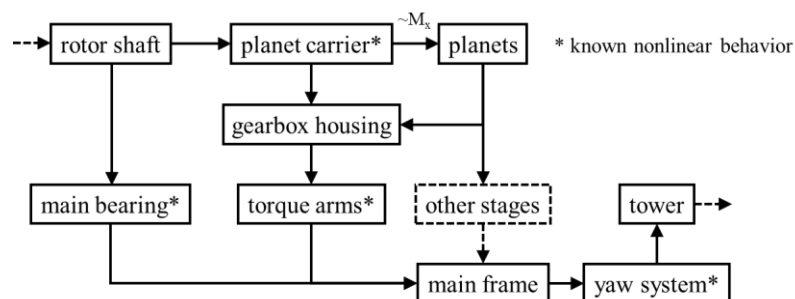 ~Mₓ
rotor shaft
planet carrier*
planets
* known nonlinear behavior
gearbox housing
main bearing*
torque arms*
other stages
tower
main frame
yaw system*